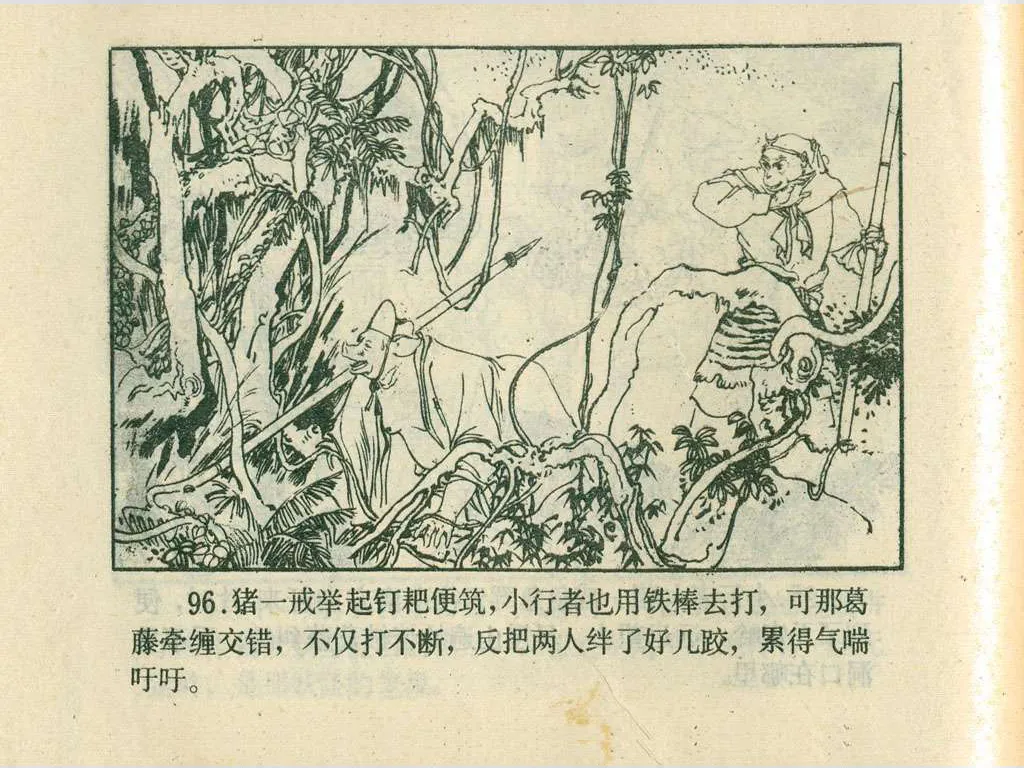 96.猪一戒举起钉耙便筑，小行者也用铁棒去打，可那葛
藤牵缠交错，不仅打不断，反把两人绊了好几跤，累得气喘
吁吁。